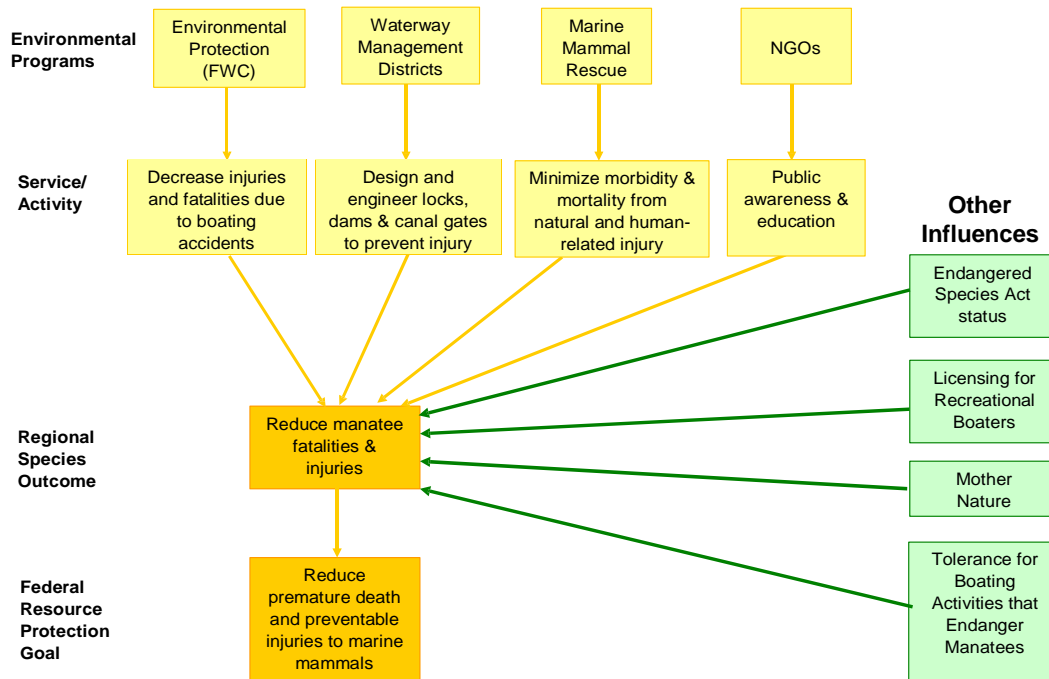 Environmental
Programs
Environmental
Protection
(FWC)
Waterway
Management
Districts
Marine
Mammal
Rescue
NGOs
Service/
Activity
Decrease injuries
and fatalities due
to boating
accidents
Design and
engineer locks,
dams & canal gates
to prevent injury
Minimize morbidity &
mortality from
natural and human-
related injury
Public
awareness &
education
Other
Influences
Endangered
Species Act
status
Licensing for
Recreational
Boaters
Mother
Nature
Tolerance for
Boating
Activities that
Endanger
Manatees
Regional
Species
Outcome
Reduce manatee
fatalities &
injuries
Federal
Resource
Protection
Goal
Reduce
premature death
and preventable
injuries to marine
mammals